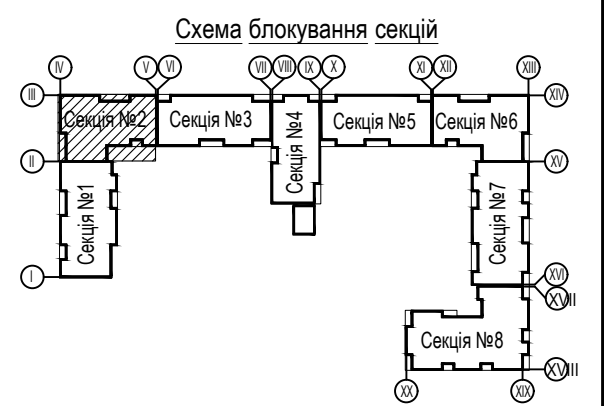 Схема блокування секцій
IV V VI VII VIII IX X XI XII XIII
III XIV
Секція №2 Секція №3 Секція №4 Секція №5 Секція №6
II XV
Секція №1 Секція №7
I XVI
XVII
Секція №8
XVIII
XX XIX